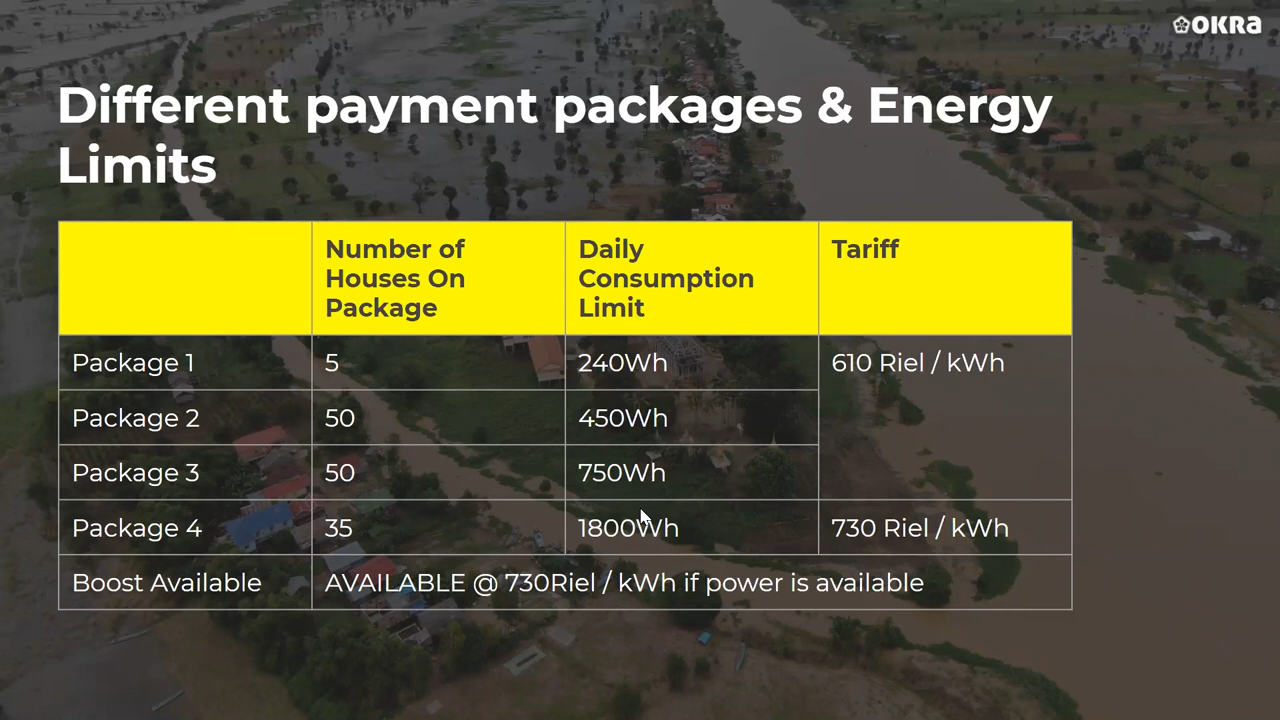 OKRa
Different payment packages & Energy
Limits
Number of
Houses On
Package
Daily
Consumption
Limit
Tariff
Package 1
5
240Wh
610 Riel / kWh
Package 2
50
450Wh
Package 3
50
750Wh
Package 4
35
1800Wh
730 Riel / kWh
Boost Available
AVAILABLE @ 730Riel / kWh if power is available